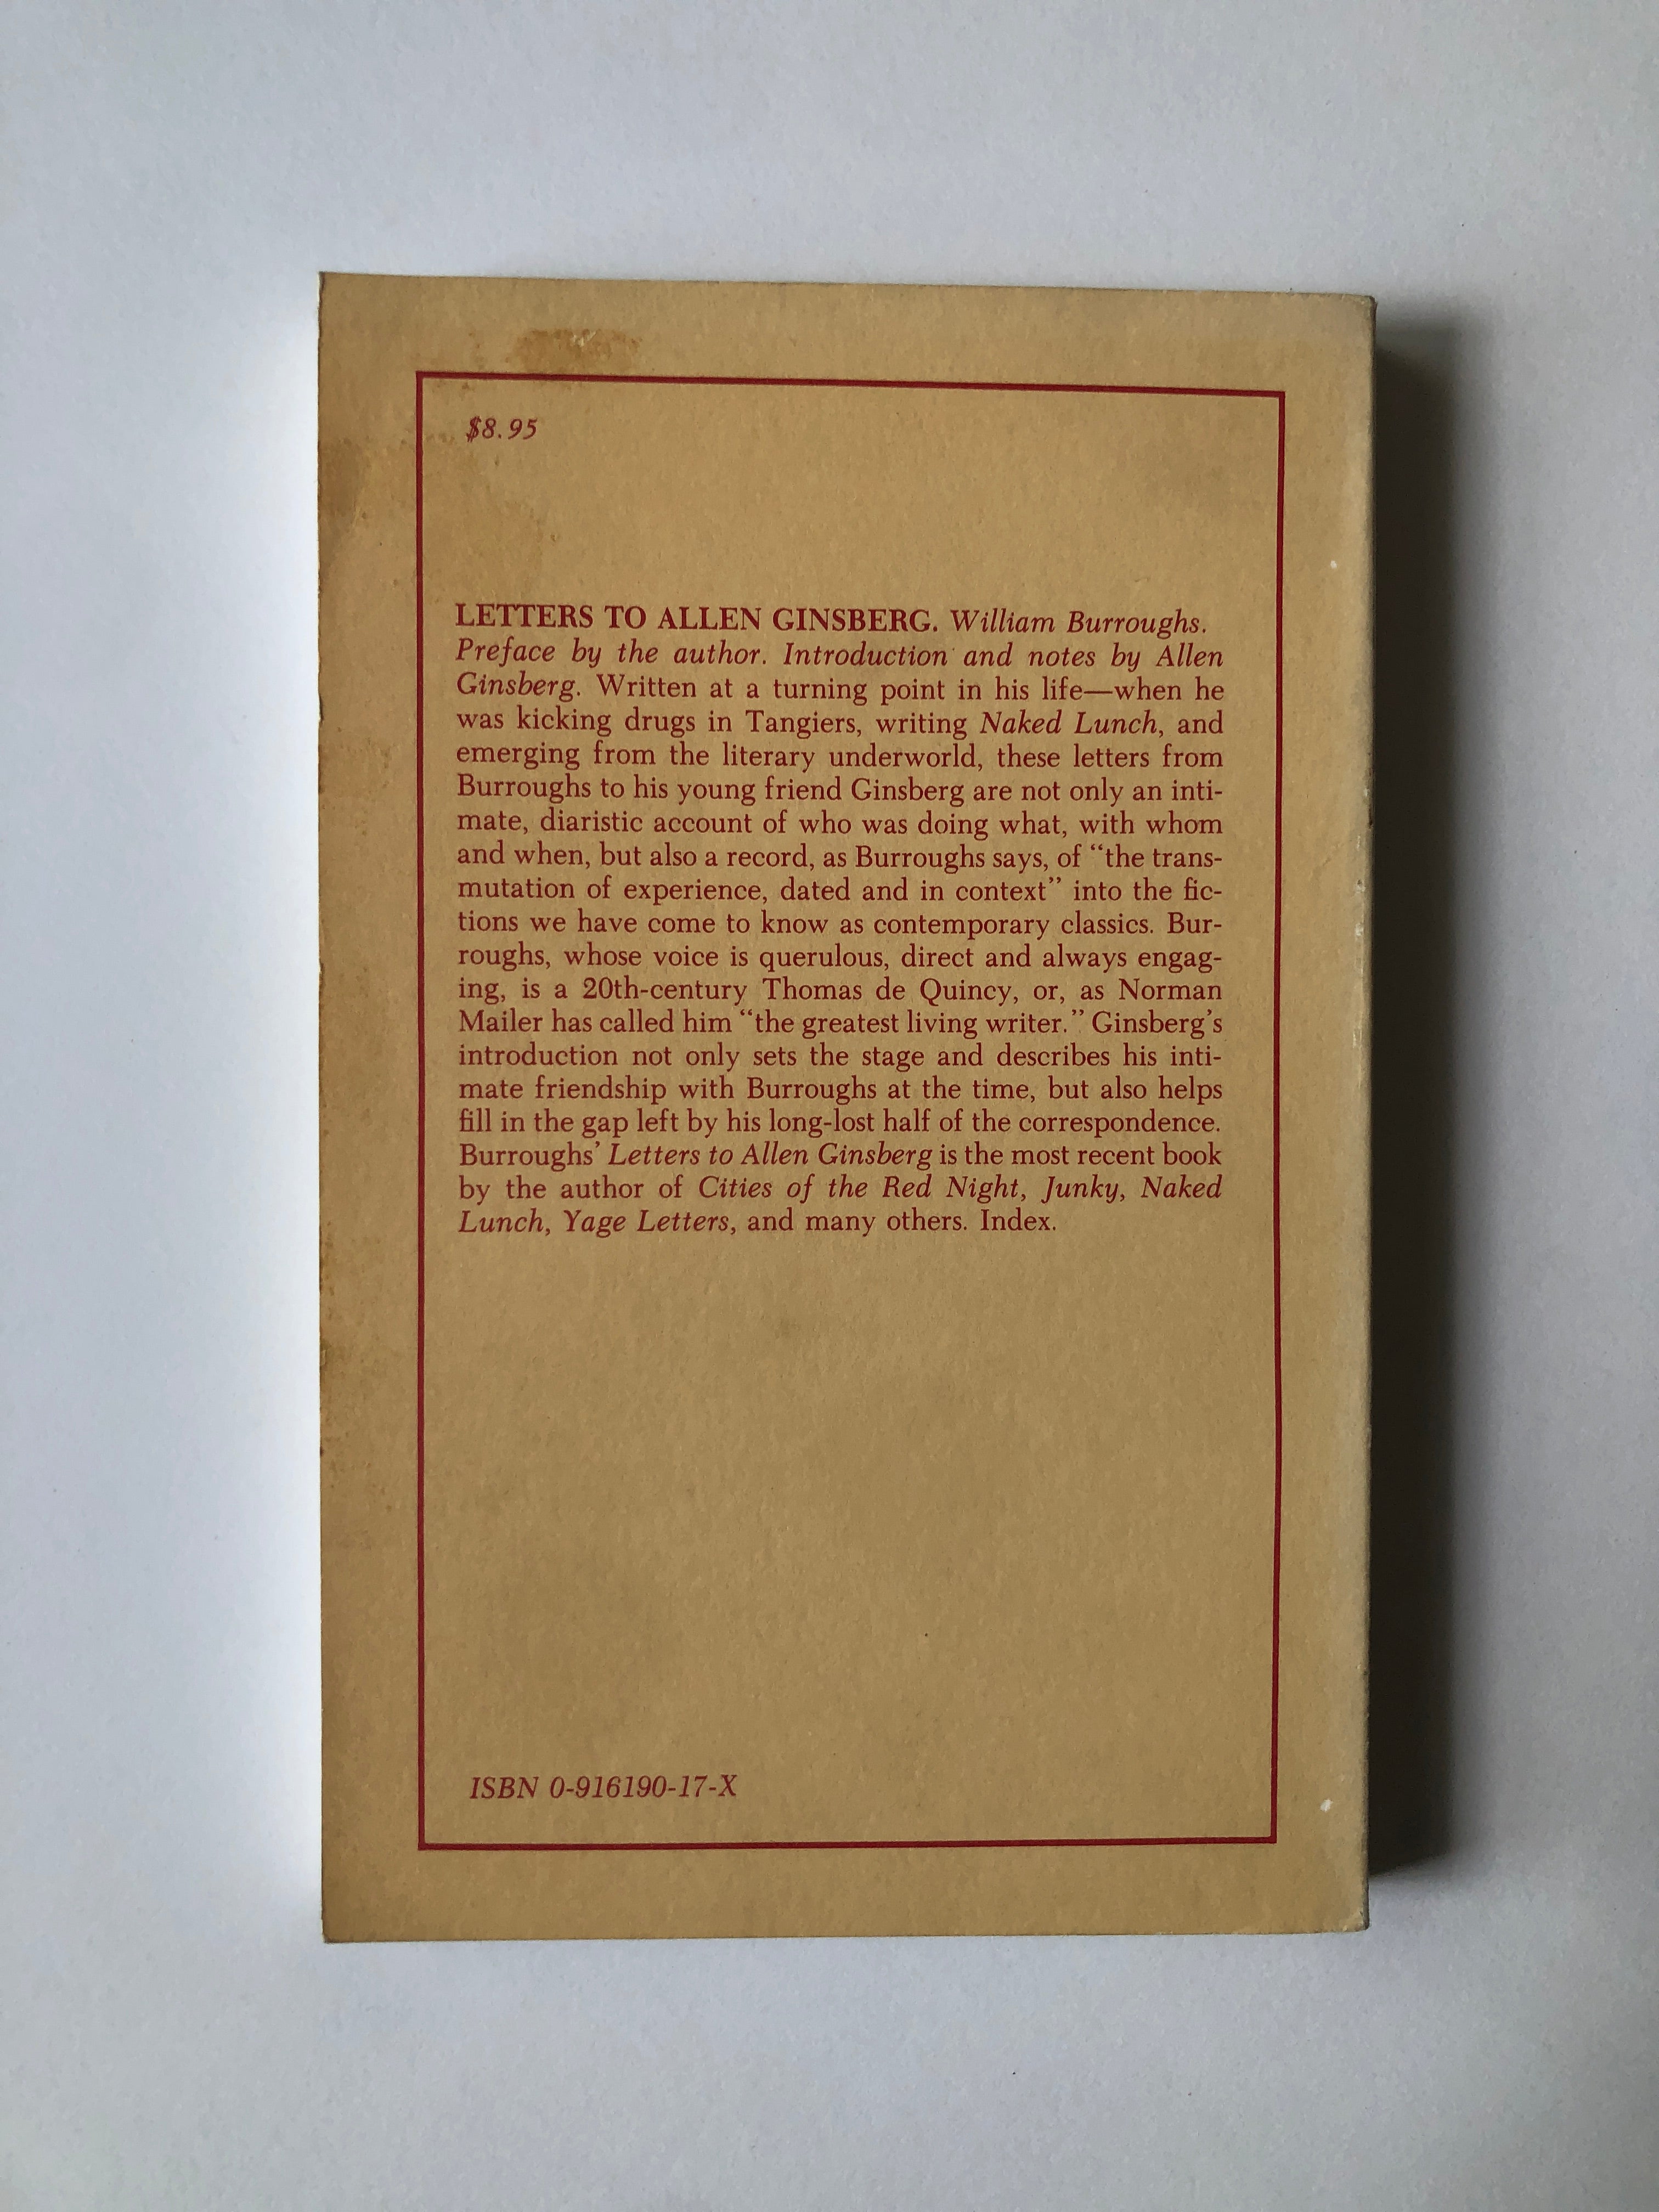 $8.95
LETTERS TO ALLEN GINSBERG. William Burroughs.
Preface by the author. Introduction and notes by Allen
Ginsberg. Written at a turning point in his life—when he
was kicking drugs in Tangiers, writing Naked Lunch, and
emerging from the literary underworld, these letters from
Burroughs to his young friend Ginsberg are not only an inti-
mate, diaristic account of who was doing what, with whom
and when, but also a record, as Burroughs says, of “the trans-
mutation of experience, dated and in context” into the fic-
tions we have come to know as contemporary classics. Bur-
roughs, whose voice is querulous, direct and always engag-
ing, is a 20th-century Thomas de Quincy, or, as Norman
Mailer has called him “the greatest living writer.” Ginsberg’s
introduction not only sets the stage and describes his inti-
mate friendship with Burroughs at the time, but also helps
fill in the gap left by his long-lost half of the correspondence.
Burroughs’ Letters to Allen Ginsberg is the most recent book
by the author of Cities of the Red Night, Junky, Naked
Lunch, Yage Letters, and many others. Index.
ISBN 0-916190-17-X